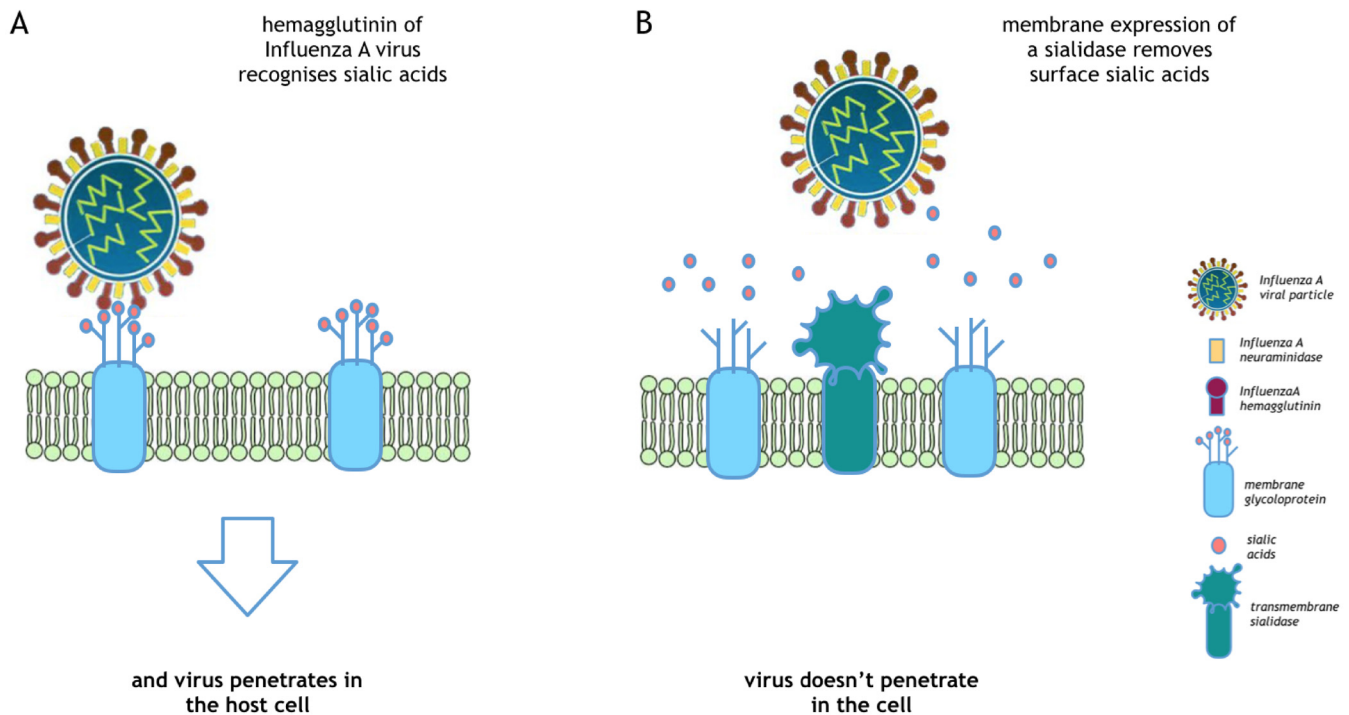 A
hemagglutinin of
Influenza A virus
recognises sialic acids
and virus penetrates in
the host cell
B
membrane expression of
a sialidase removes
surface sialic acids
virus doesn't penetrate
in the cell
Influenza A
viral particle
Influenza A
neuraminidase
InfluenzaA
hemagglutinin
membrane
glycoloprotein
sialic
acids
transmembrane
sialidase